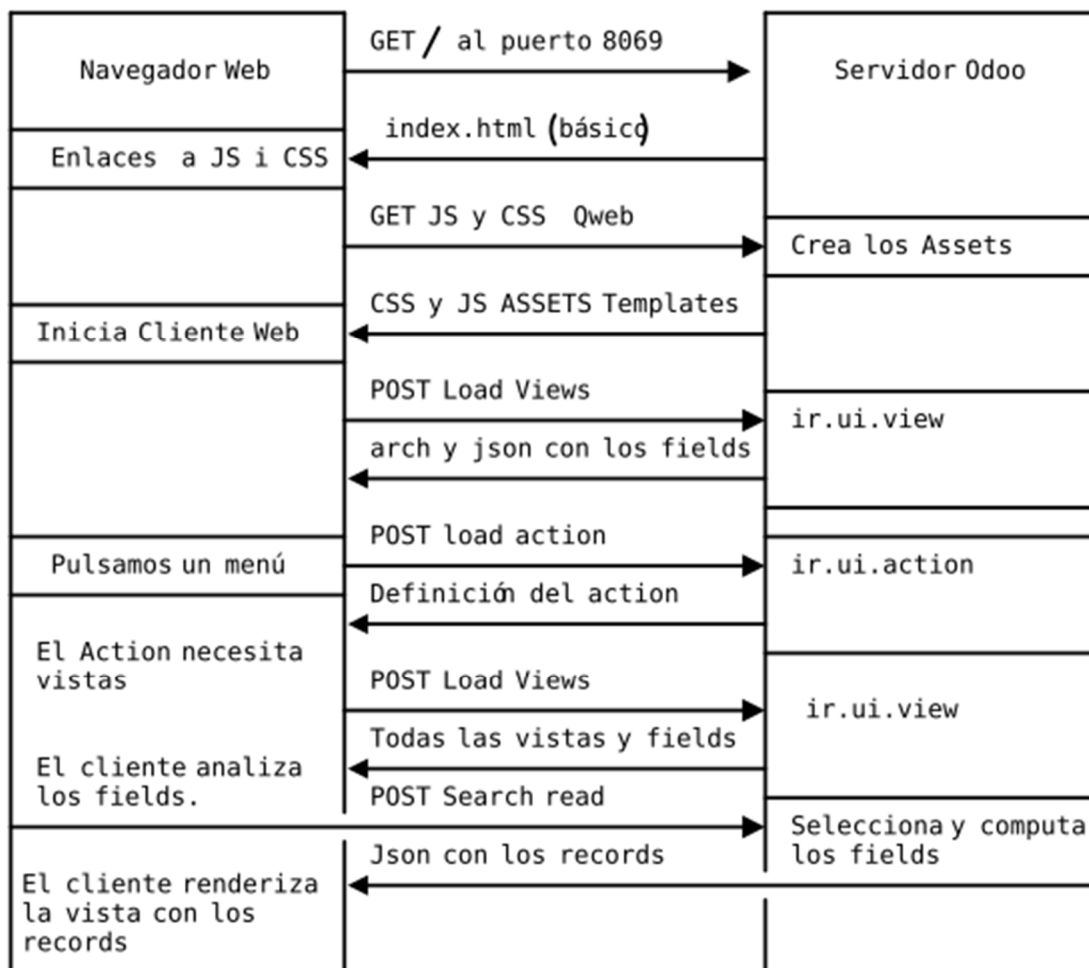 GET / al puerto 8069
Navegador Web
Servidor Odoo
index.html (básico)
Enlaces a JS i CSS
GET JS y CSS Qweb
Crea los Assets
CSS y JS ASSETS Templates
Inicia Cliente Web
POST Load Views
ir.ui.view
arch y json con los fields
POST load action
Pulsamos un menú
ir.ui.action
Definición del action
El Action necesita
vistas
POST Load Views
ir.ui.view
Todas las vistas y fields
El cliente analiza
los fields.
POST Search read
Selecciona y computa
los fields
Json con los records
El cliente renderiza
la vista con los
records